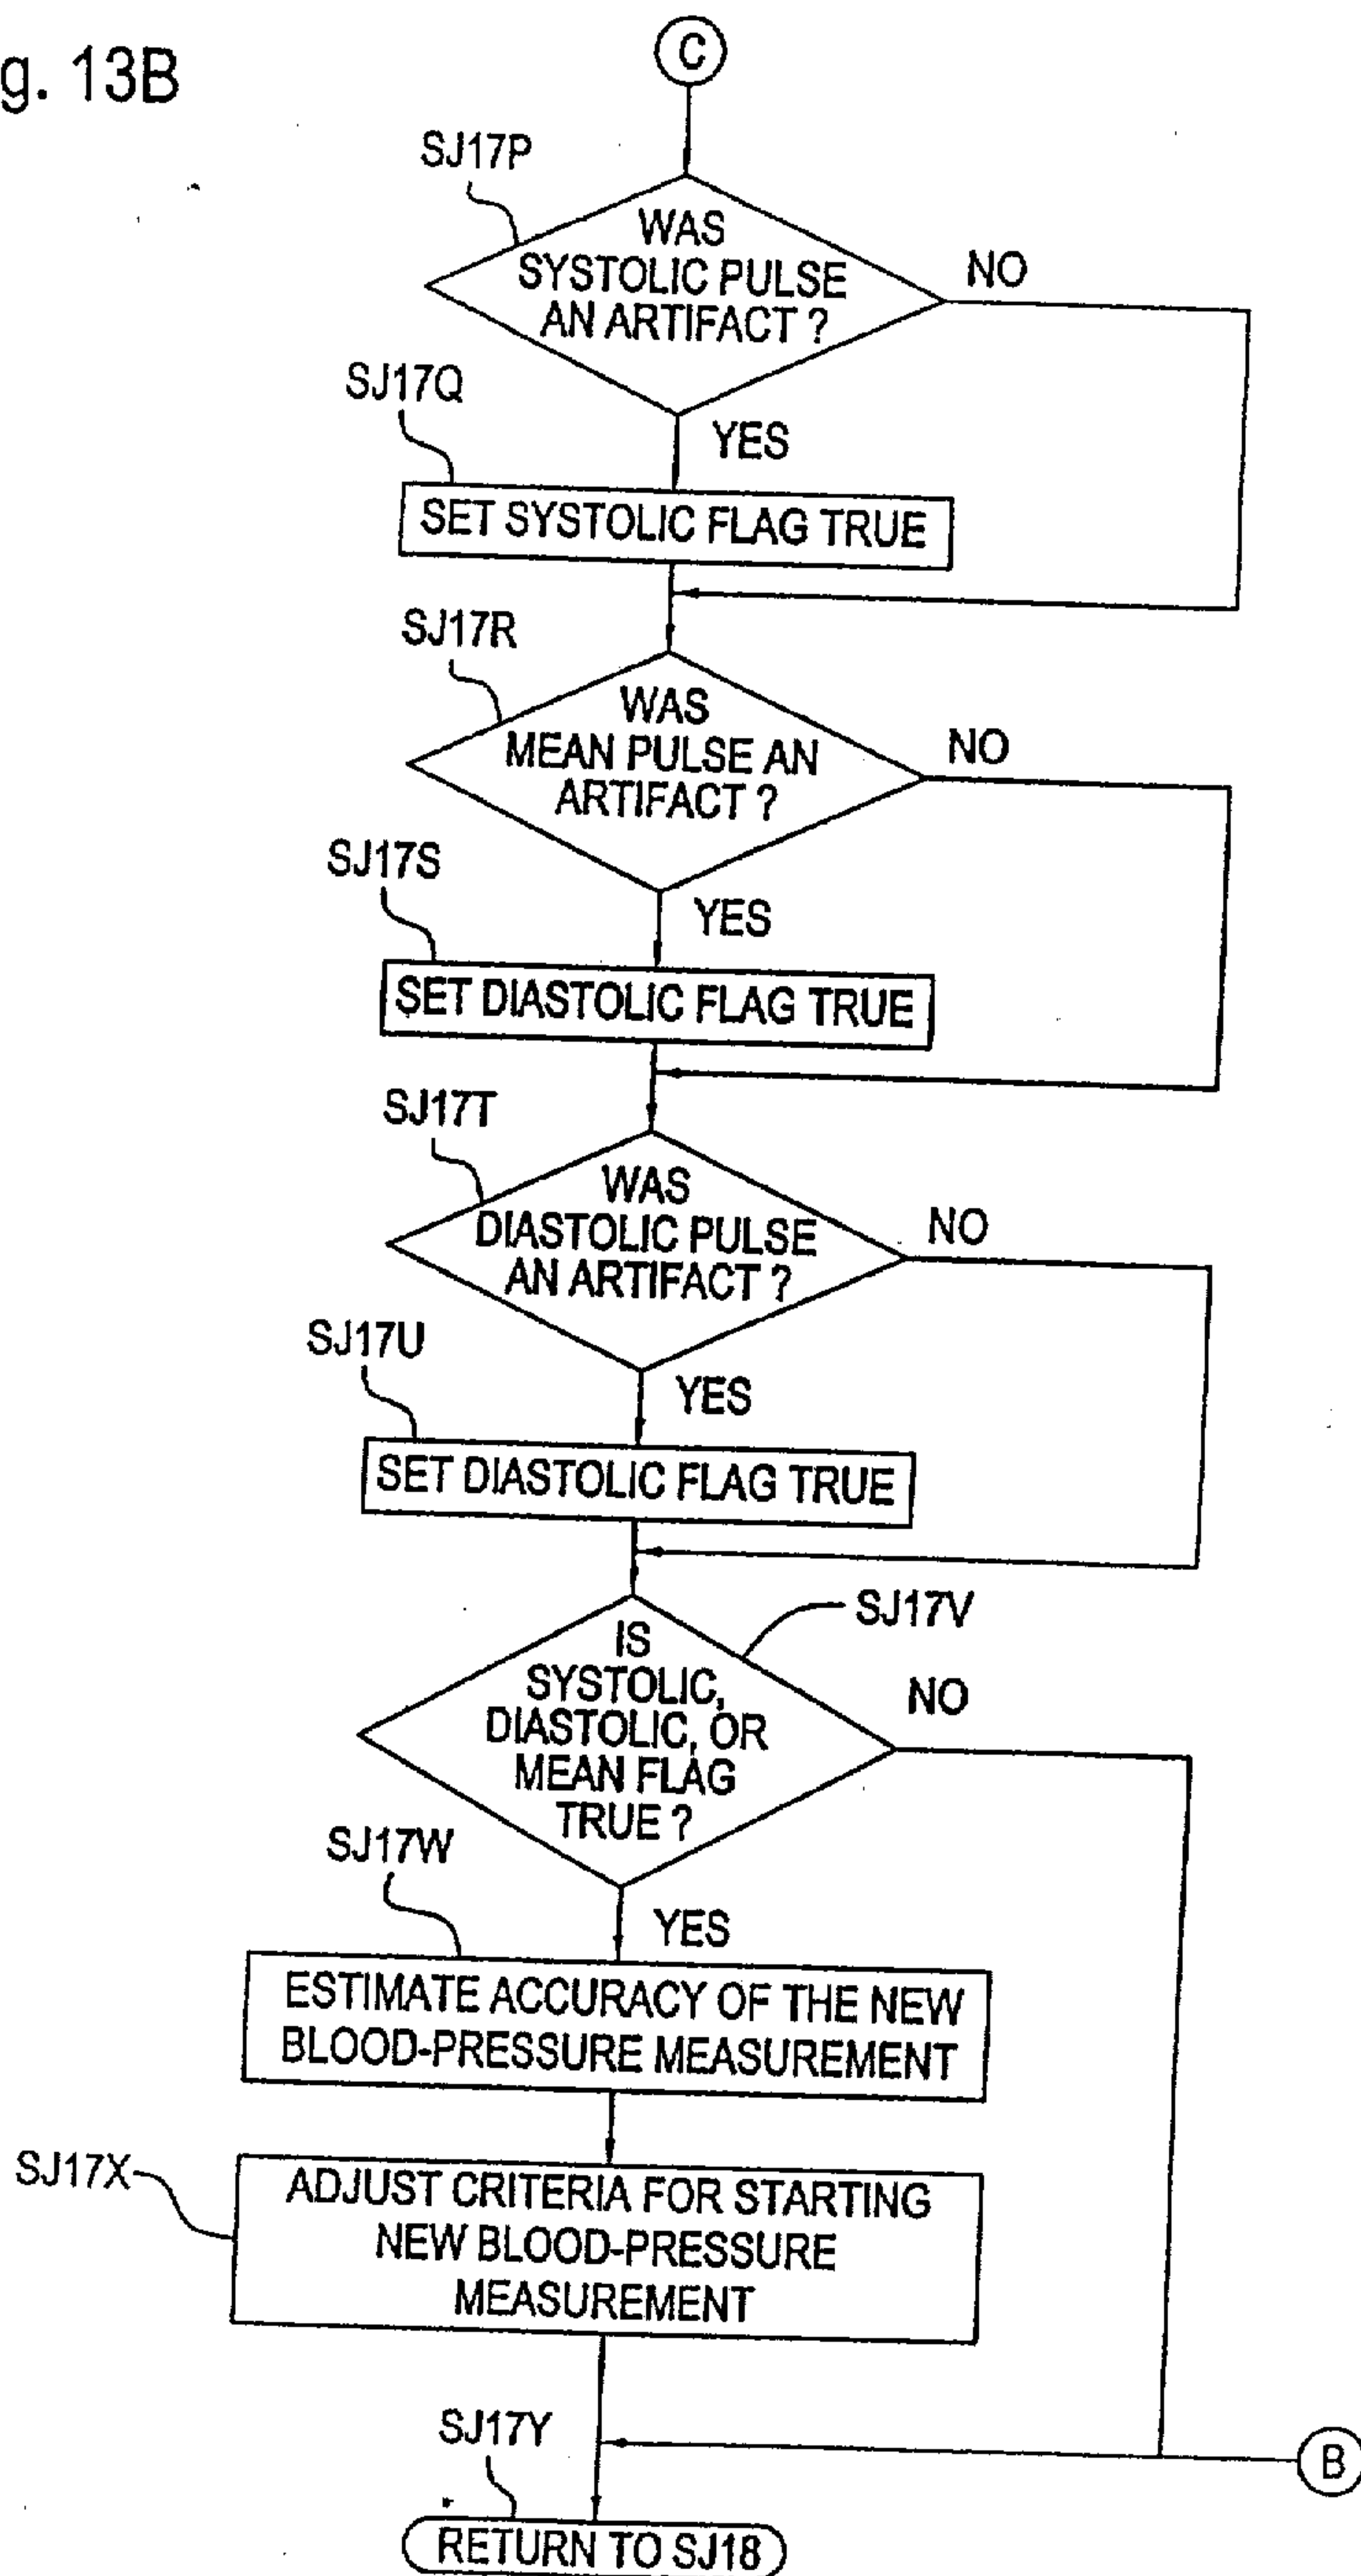 g. 13B
C
SJ17P
WAS
SYSTOLIC PULSE
AN ARTIFACT ?
NO
SJ17Q
YES
SET SYSTOLIC FLAG TRUE
SJ17R
WAS
MEAN PULSE AN
ARTIFACT ?
NO
SJ17S
YES
SET DIASTOLIC FLAG TRUE
SJ17T
WAS
DIASTOLIC PULSE
AN ARTIFACT ?
NO
SJ17U
YES
SET DIASTOLIC FLAG TRUE
SJ17V
IS
SYSTOLIC,
DIASTOLIC, OR
MEAN FLAG
TRUE ?
NO
SJ17W
YES
ESTIMATE ACCURACY OF THE NEW
BLOOD-PRESSURE MEASUREMENT
SJ17X
ADJUST CRITERIA FOR STARTING
NEW BLOOD-PRESSURE
MEASUREMENT
SJ17Y
B
RETURN TO SJ18